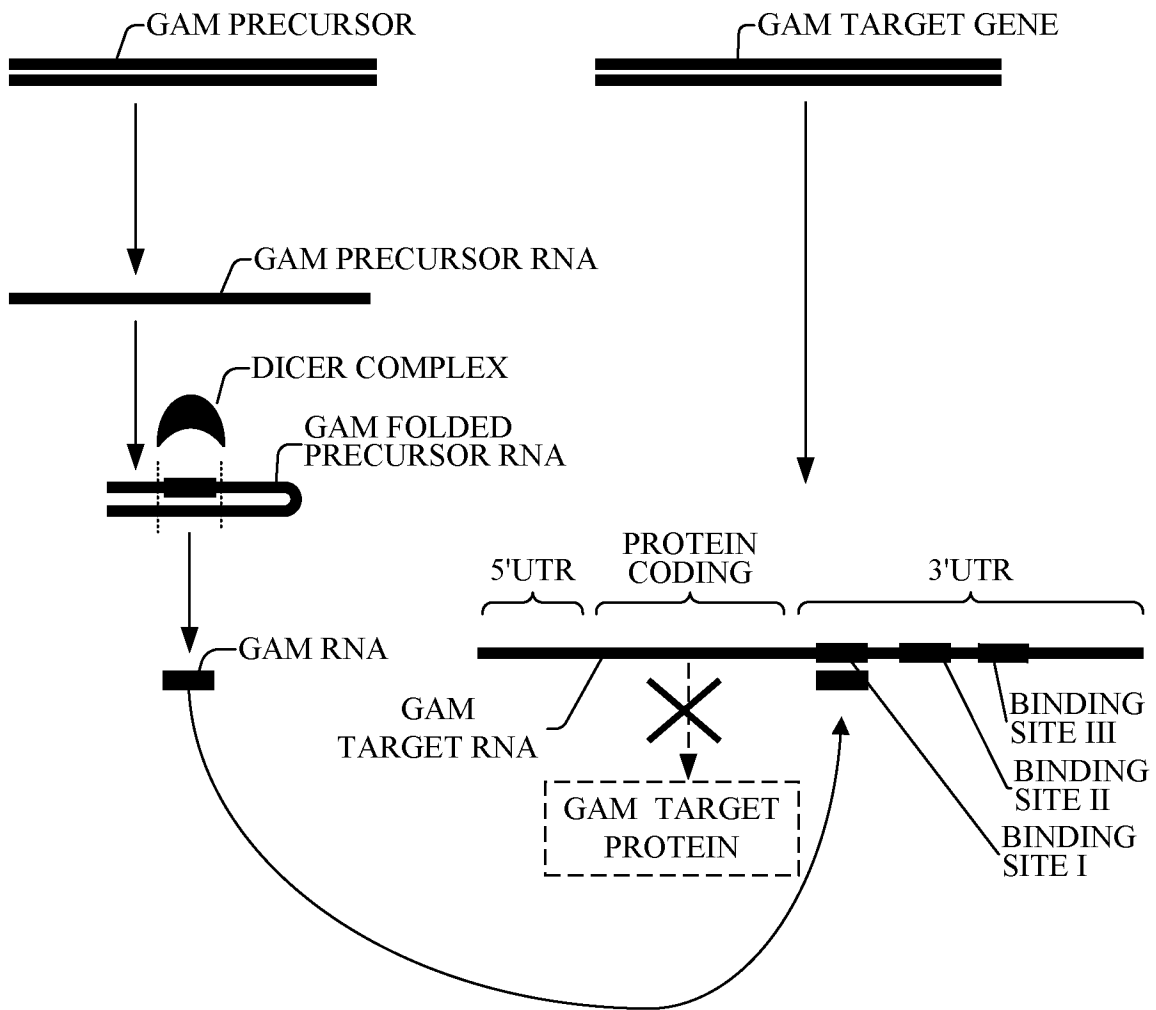 GAM PRECURSOR
GAM TARGET GENE
GAM PRECURSOR RNA
DICER COMPLEX
GAM FOLDED
PRECURSOR RNA
5'UTR
PROTEIN
CODING
3'UTR
GAM RNA
GAM
TARGET RNA
BINDING
SITE III
BINDING
SITE II
BINDING
SITE I
GAM TARGET
PROTEIN